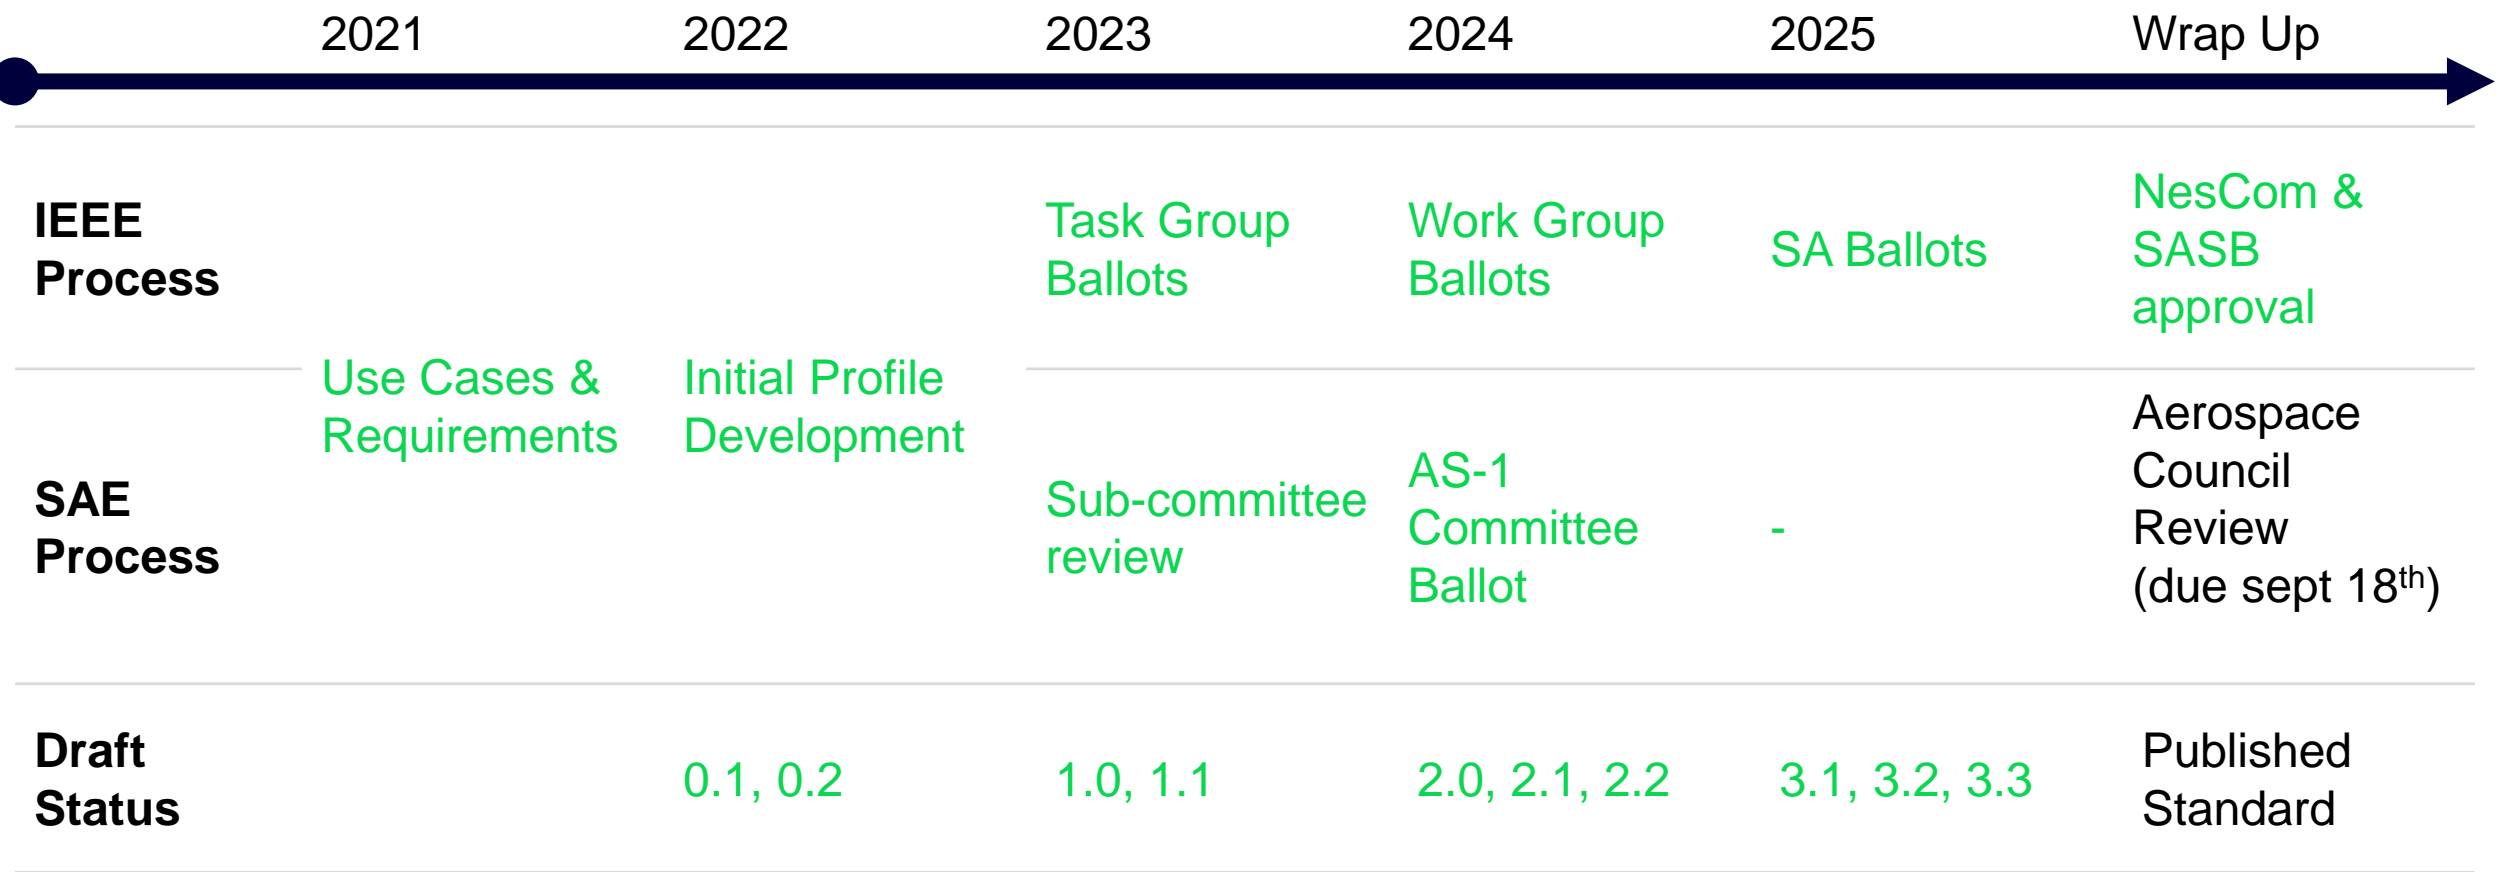 2021 2022 2023 2024 2025 Wrap Up
IEEE
Process
Task Group
Ballots
Work Group
Ballots
SA Ballots
NesCom &
SASB
approval
Use Cases &
Requirements
Initial Profile
Development
SAE
Process
Sub-committee
review
AS-1
Committee
Ballot
-
Aerospace
Council
Review
(due sept 18th)
Draft
Status
0.1, 0.2
1.0, 1.1
2.0, 2.1, 2.2
3.1, 3.2, 3.3
Published
Standard